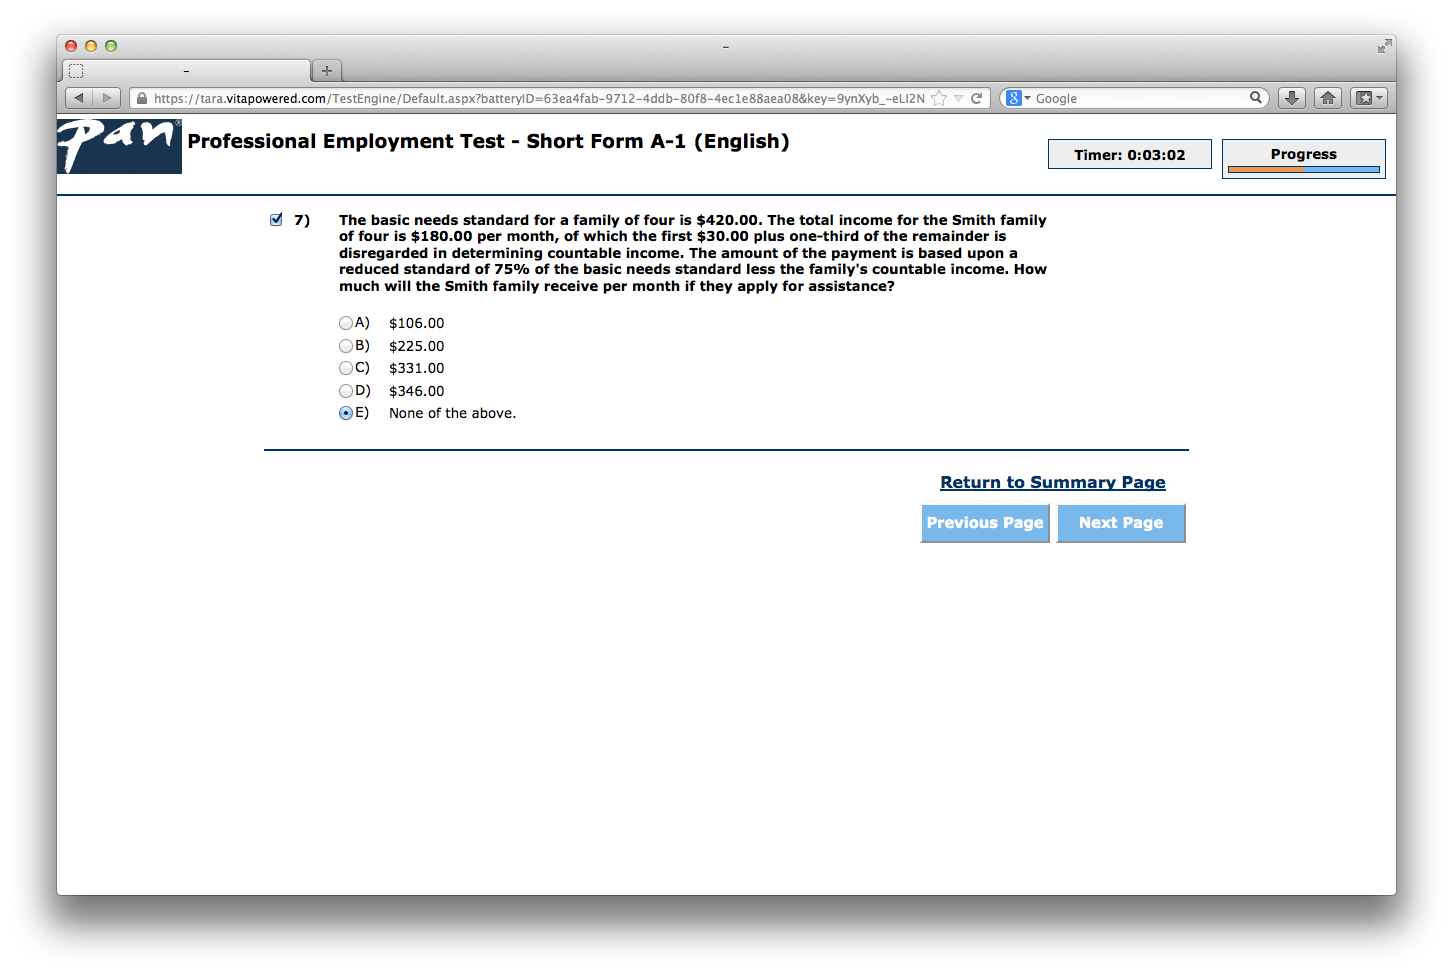 –
–
https://tara.vitapowered.com/TestEngine/Default.aspx?batteryID=63ea4fab-9712-4ddb-80f8-4ec1e88aea08&key=9ynXyb_-eLI2N
8 Google
pan®
Professional Employment Test - Short Form A-1 (English)
Timer: 0:03:02
Progress
7) The basic needs standard for a family of four is $420.00. The total income for the Smith family
of four is $180.00 per month, of which the first $30.00 plus one-third of the remainder is
disregarded in determining countable income. The amount of the payment is based upon a
reduced standard of 75% of the basic needs standard less the family's countable income. How
much will the Smith family receive per month if they apply for assistance?
A) $106.00
B) $225.00
C) $331.00
D) $346.00
E) None of the above.
Return to Summary Page
Previous Page
Next Page